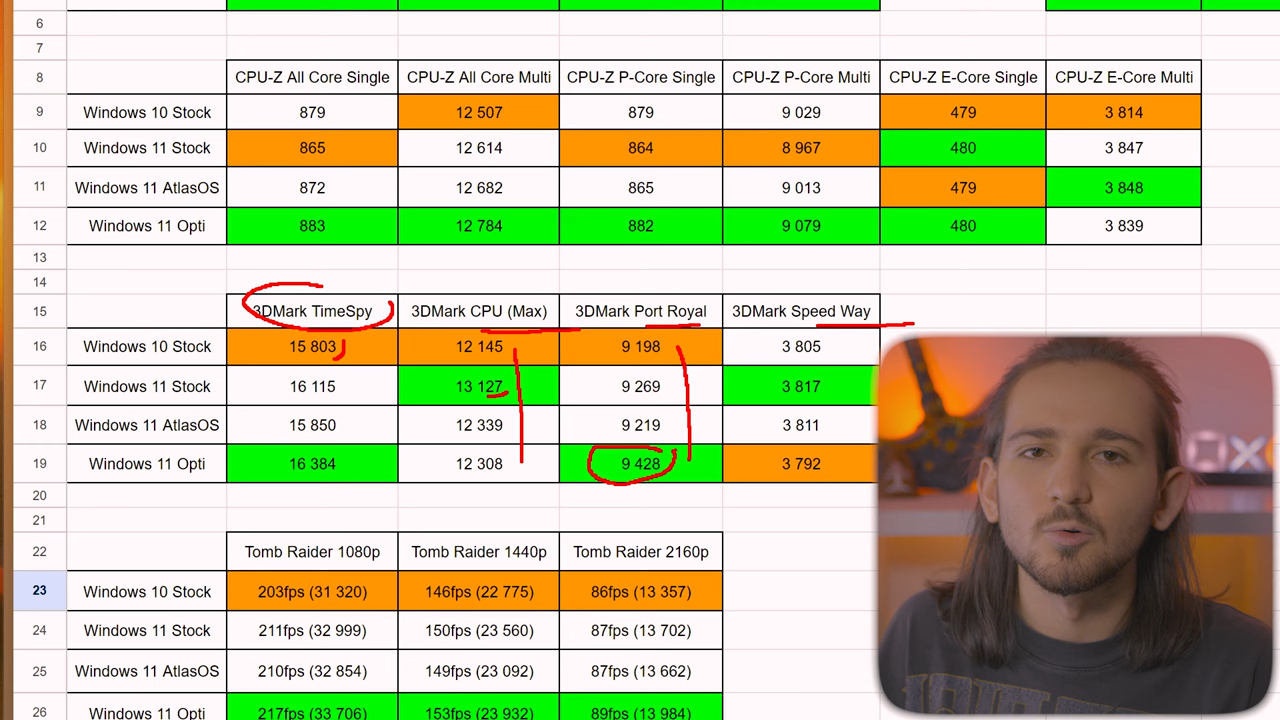 6
7
8 CPU-Z All Core Single CPU-Z All Core Multi CPU-Z P-Core Single CPU-Z P-Core Multi CPU-Z E-Core Single CPU-Z E-Core Multi
9 Windows 10 Stock 879 12 507 879 9 029 479 3 814
10 Windows 11 Stock 865 12 614 864 8 967 480 3 847
11 Windows 11 AtlasOS 872 12 682 865 9 013 479 3 848
12 Windows 11 Opti 883 12 784 882 9 079 480 3 839
13
14
15 3DMark TimeSpy 3DMark CPU (Max) 3DMark Port Royal 3DMark Speed Way
16 Windows 10 Stock 15 803 12 145 9 198 3 805
17 Windows 11 Stock 16 115 13 127 9 269 3 817
18 Windows 11 AtlasOS 15 850 12 339 9 219 3 811
19 Windows 11 Opti 16 384 12 308 9 428 3 792
20
21
22 Tomb Raider 1080p Tomb Raider 1440p Tomb Raider 2160p
23 Windows 10 Stock 203fps (31 320) 146fps (22 775) 86fps (13 357)
24 Windows 11 Stock 211fps (32 999) 150fps (23 560) 87fps (13 702)
25 Windows 11 AtlasOS 210fps (32 854) 149fps (23 092) 87fps (13 662)
26 Windows 11 Opti 217fps (33 706) 153fps (23 932) 89fps (13 984)